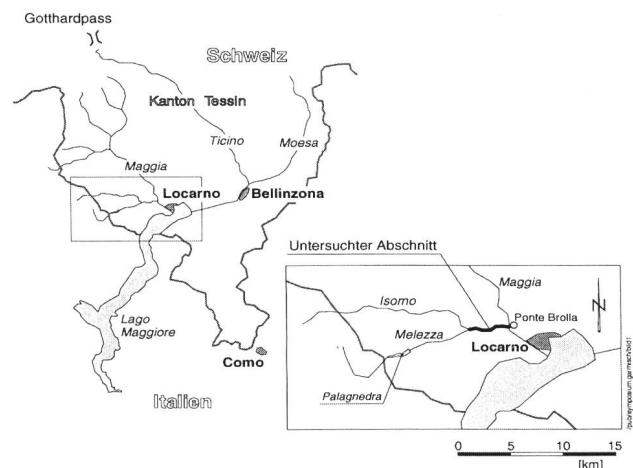 Gotthardpass
Schweiz
Kanton Tessin
Ticino
Moesa
Maggia
Locarno
Bellinzona
Lago
Maggiore
Como
Italien
Untersuchter Abschnitt
Maggia
Isorno
Ponte Brolla
Melezza
Locarno
Palagnedra
N
0 5 10 15
[km]